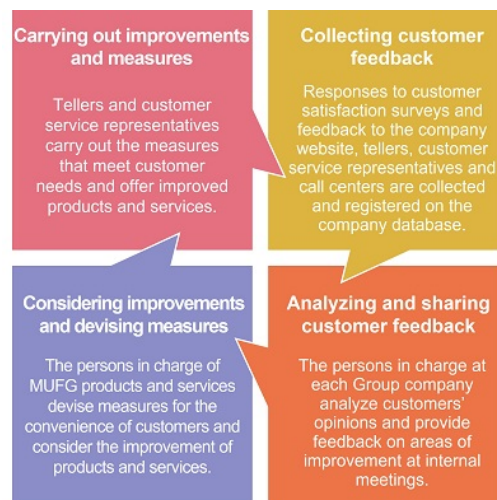 Carrying out improvements
and measures
Tellers and customer
service representatives
carry out the measures
that meet customer
needs and offer improved
products and services.
Collecting customer
feedback
Responses to customer
satisfaction surveys and
feedback to the company
website, tellers, customer
service representatives and
call centers are collected
and registered on the
company database.
Considering improvements
and devising measures
The persons in charge of
MUFG products and services
devise measures for the
convenience of customers and
consider the improvement of
products and services.
Analyzing and sharing
customer feedback
The persons in charge at
each Group company
analyze customers’
opinions and provide
feedback on areas of
improvement at internal
meetings.